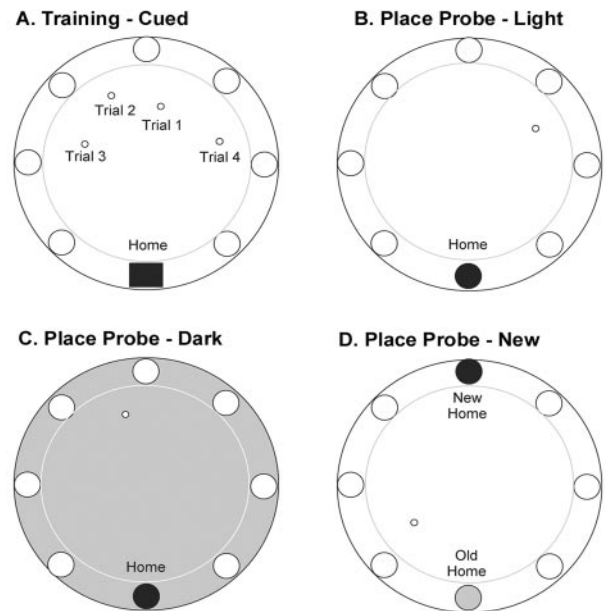 A. Training - Cued
Trial 2
Trial 1
Trial 3
Trial 4
Home
B. Place Probe - Light
Home
C. Place Probe - Dark
Home
D. Place Probe - New
New
Home
Old
Home